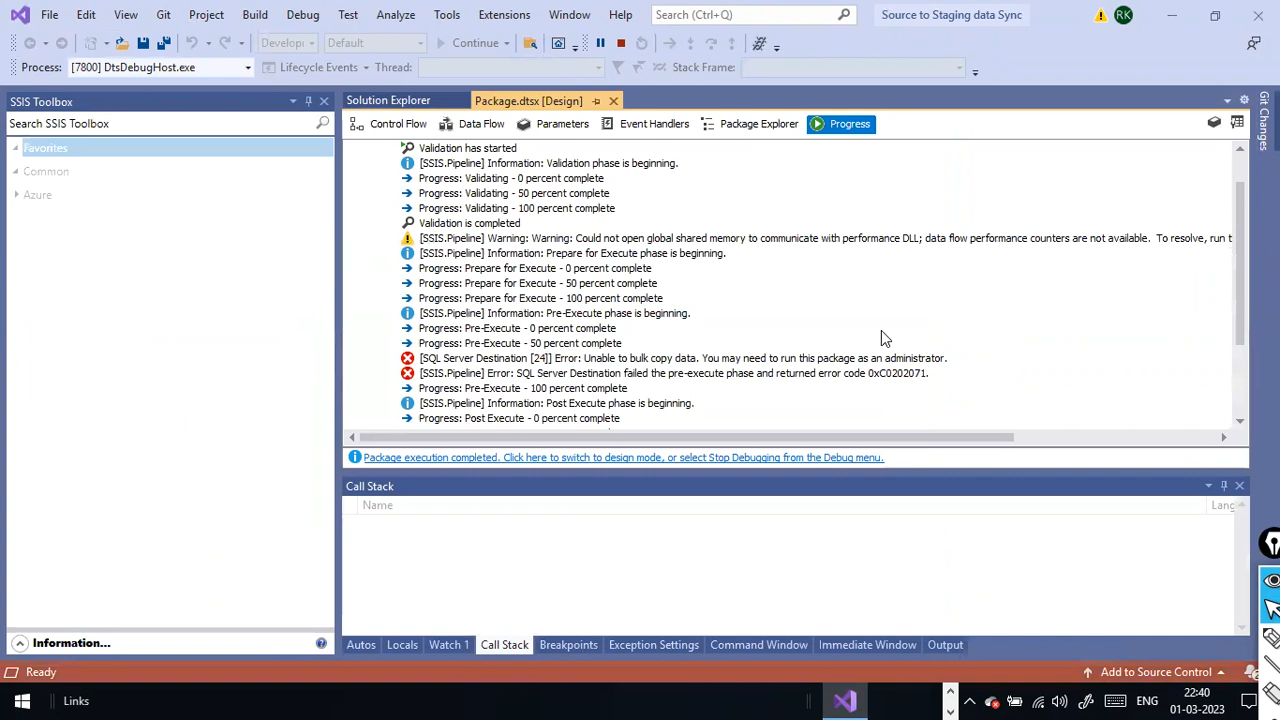 File Edit View Git Project Build Debug Test Analyze Tools Extensions Window Help Search (Ctrl+Q) Source to Staging data Sync RK
Developi Default Continue
Process: [7800] DtsDebugHost.exe Lifecycle Events Thread: Stack Frame:
SSIS Toolbox
Search SSIS Toolbox
Favorites
Common
Azure
Information...
Solution Explorer Package.dtsx [Design]
Control Flow Data Flow Parameters Event Handlers Package Explorer Progress
Validation has started
[SSIS.Pipeline] Information: Validation phase is beginning.
Progress: Validating - 0 percent complete
Progress: Validating - 50 percent complete
Progress: Validating - 100 percent complete
Validation is completed
[SSIS.Pipeline] Warning: Warning: Could not open global shared memory to communicate with performance DLL; data flow performance counters are not available.  To resolve, run t
[SSIS.Pipeline] Information: Prepare for Execute phase is beginning.
Progress: Prepare for Execute - 0 percent complete
Progress: Prepare for Execute - 50 percent complete
Progress: Prepare for Execute - 100 percent complete
[SSIS.Pipeline] Information: Pre-Execute phase is beginning.
Progress: Pre-Execute - 0 percent complete
Progress: Pre-Execute - 50 percent complete
[SQL Server Destination [24]] Error: Unable to bulk copy data. You may need to run this package as an administrator.
[SSIS.Pipeline] Error: SQL Server Destination failed the pre-execute phase and returned error code 0xC0202071.
Progress: Pre-Execute - 100 percent complete
[SSIS.Pipeline] Information: Post Execute phase is beginning.
Progress: Post Execute - 0 percent complete
Package execution completed. Click here to switch to design mode, or select Stop Debugging from the Debug menu.
Call Stack
Name Lang
Autos Locals Watch 1 Call Stack Breakpoints Exception Settings Command Window Immediate Window Output
Git Changes
Ready Add to Source Control 2
Links ENG 22:40
01-03-2023